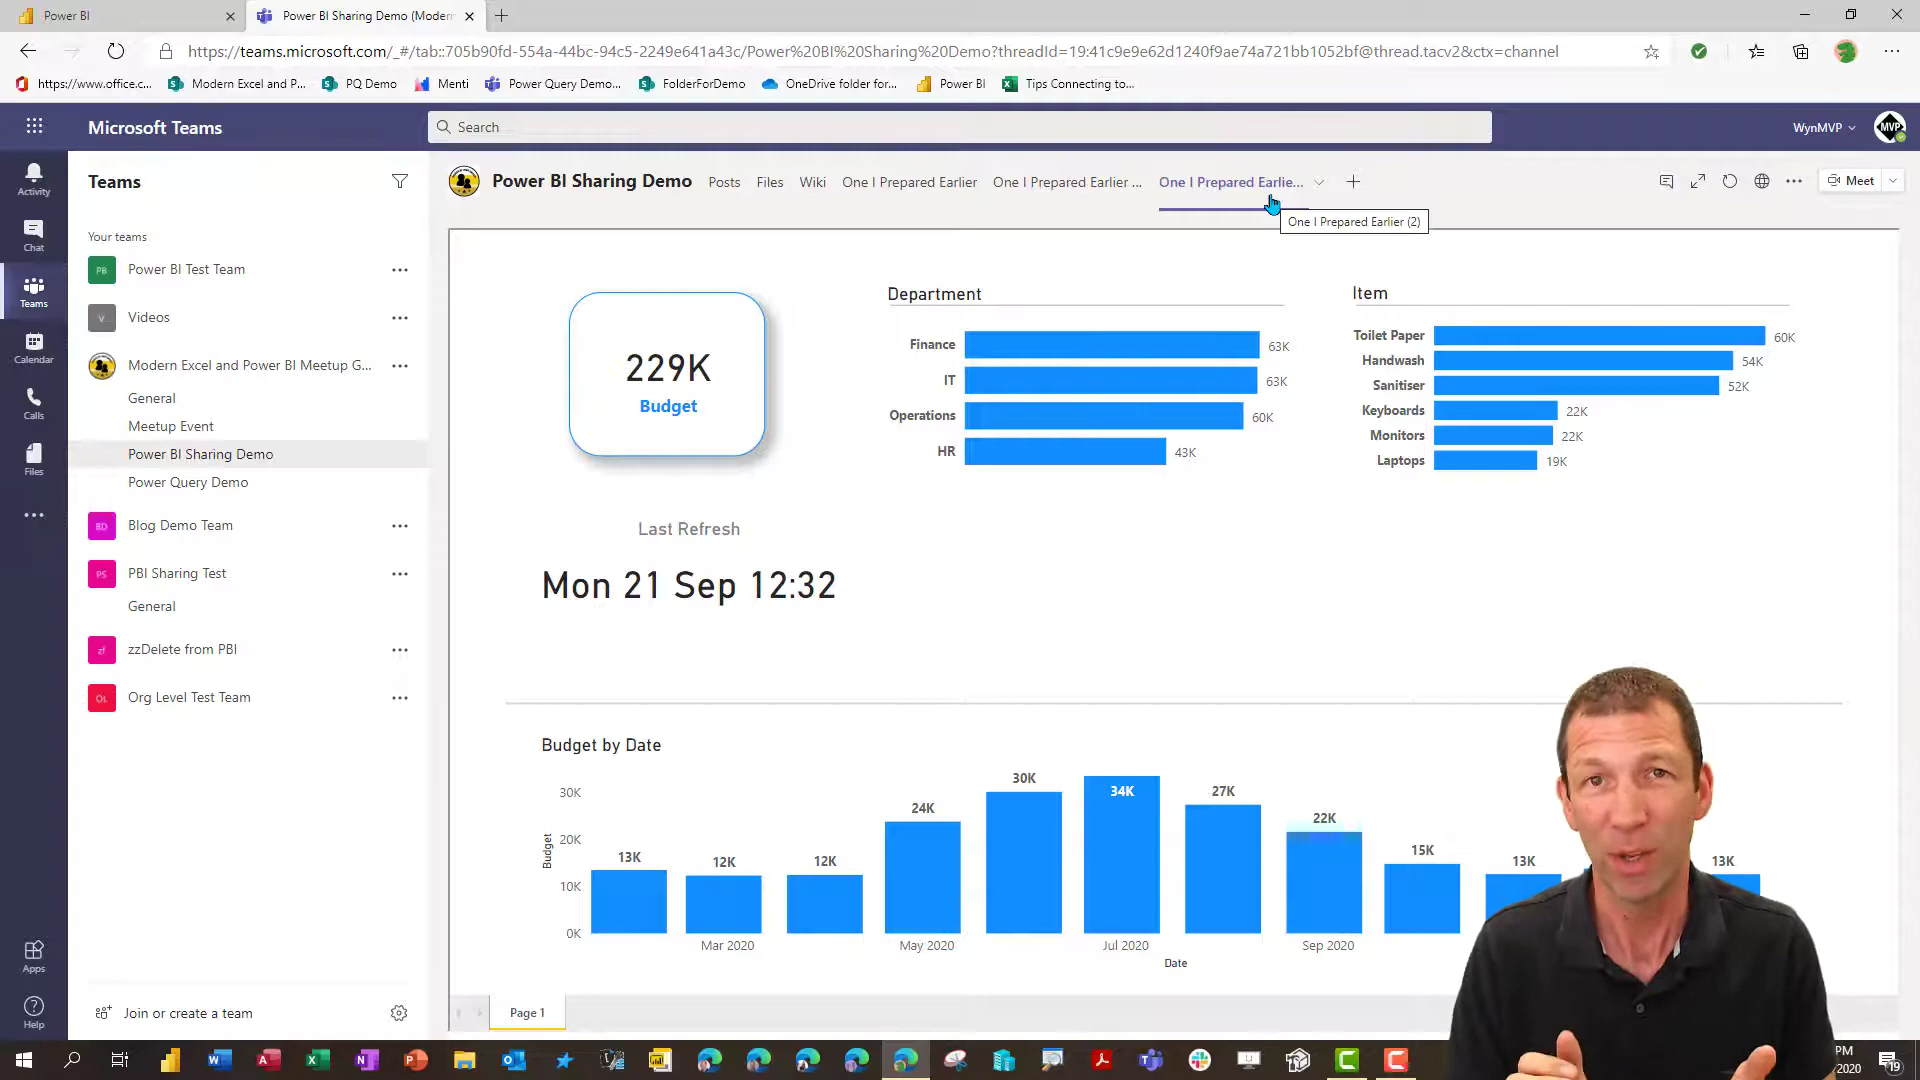 Power BI
Power BI Sharing Demo (Modern
https://teams.microsoft.com/_#/tab::705b90fd-554a-44bc-94c5-2249e641a43c/Power%20BI%20Sharing%20Demo?threadId=19:41c9e9e62d1240f9ae74a721bb1052bf@thread.tacv2&ctx=channel
https://www.office.c... Modern Excel and P... PQ Demo Menti Power Query Demo... FolderForDemo OneDrive folder for... Power BI Tips Connecting to...
Microsoft Teams
Search
WynMVP
MVP
Activity
Chat
Teams
Calendar
Calls
Files
Apps
Help
Teams
Your teams
PB Power BI Test Team
V Videos
Modern Excel and Power BI Meetup G...
General
Meetup Event
Power BI Sharing Demo
Power Query Demo
BD Blog Demo Team
PS PBI Sharing Test
General
zf zzDelete from PBI
OL Org Level Test Team
Join or create a team
Power BI Sharing Demo Posts Files Wiki One I Prepared Earlier One I Prepared Earlier ... One I Prepared Earlie...
Meet
One I Prepared Earlier (2)
229K
Budget
Last Refresh
Mon 21 Sep 12:32
Department
Finance 63K
IT 63K
Operations 60K
HR 43K
Item
Toilet Paper 60K
Handwash 54K
Sanitiser 52K
Keyboards 22K
Monitors 22K
Laptops 19K
Budget by Date
Budget
30K
20K
10K
0K
13K 12K 12K 24K 30K 34K 27K 22K 15K 13K 13K
Mar 2020 May 2020 Jul 2020 Sep 2020
Date
Page 1
PM
/2020
19